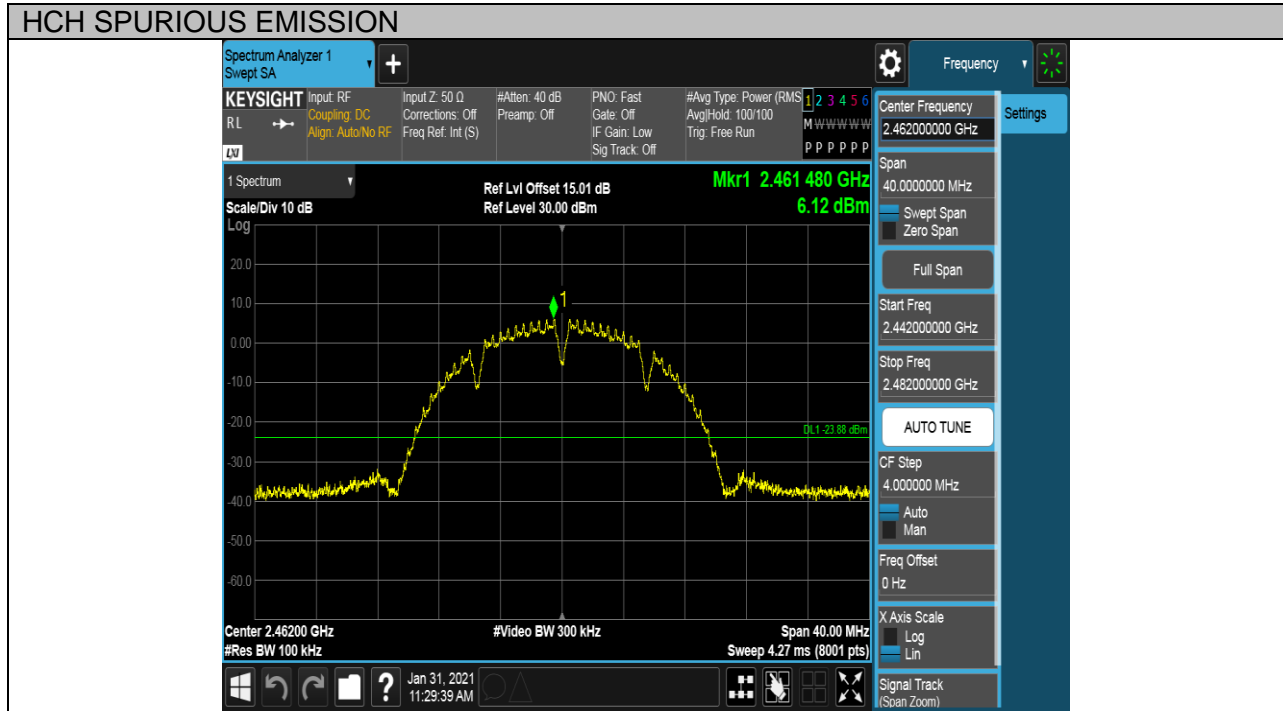 HCH SPURIOUS EMISSION
Spectrum Analyzer 1
Swept SA
+
Frequency
KEYSIGHT
RL
LXI
Input: RF
Coupling: DC
Align: Auto/No RF
Input Z: 50 Ω
Corrections: Off
Freq Ref: Int (S)
#Atten: 40 dB
Preamp: Off
PNO: Fast
Gate: Off
IF Gain: Low
Sig Track: Off
#Avg Type: Power (RMS
Avg|Hold: 100/100
Trig: Free Run
1 2 3 4 5 6
M W W W W W
P P P P P P
1 Spectrum
Scale/Div 10 dB
Log
Ref Lvl Offset 15.01 dB
Ref Level 30.00 dBm
Mkr1 2.461 480 GHz
6.12 dBm
20.0
10.0
1
0.00
-10.0
-20.0
DL1 -23.88 dBm
-30.0
-40.0
-50.0
-60.0
Center 2.46200 GHz
#Video BW 300 kHz
Span 40.00 MHz
#Res BW 100 kHz
Sweep 4.27 ms (8001 pts)
?
Jan 31, 2021
11:29:39 AM
Center Frequency
2.462000000 GHz
Settings
Span
40.0000000 MHz
Swept Span
Zero Span
Full Span
Start Freq
2.442000000 GHz
Stop Freq
2.482000000 GHz
AUTO TUNE
CF Step
4.000000 MHz
Auto
Man
Freq Offset
0 Hz
X Axis Scale
Log
Lin
Signal Track
(Span Zoom)